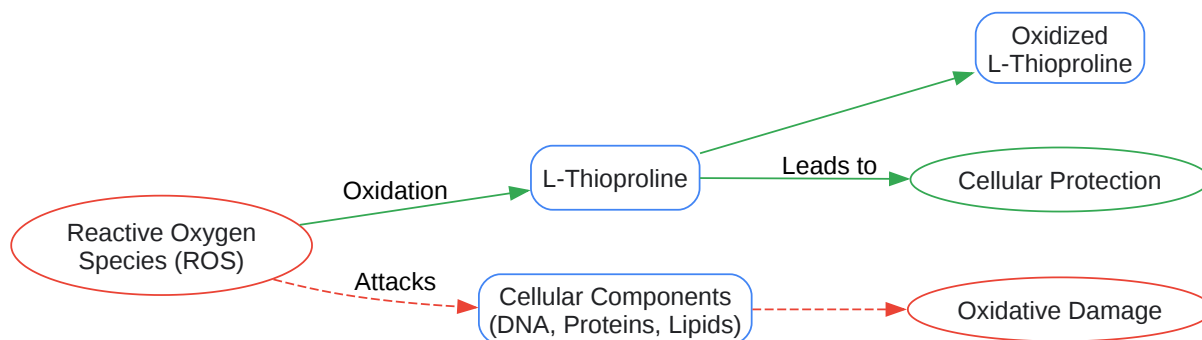 Oxidized
L-Thioproline
Oxidation
L-Thioproline
Leads to
Cellular Protection
Reactive Oxygen
Species (ROS)
Attacks
Cellular Components
(DNA, Proteins, Lipids)
Oxidative Damage